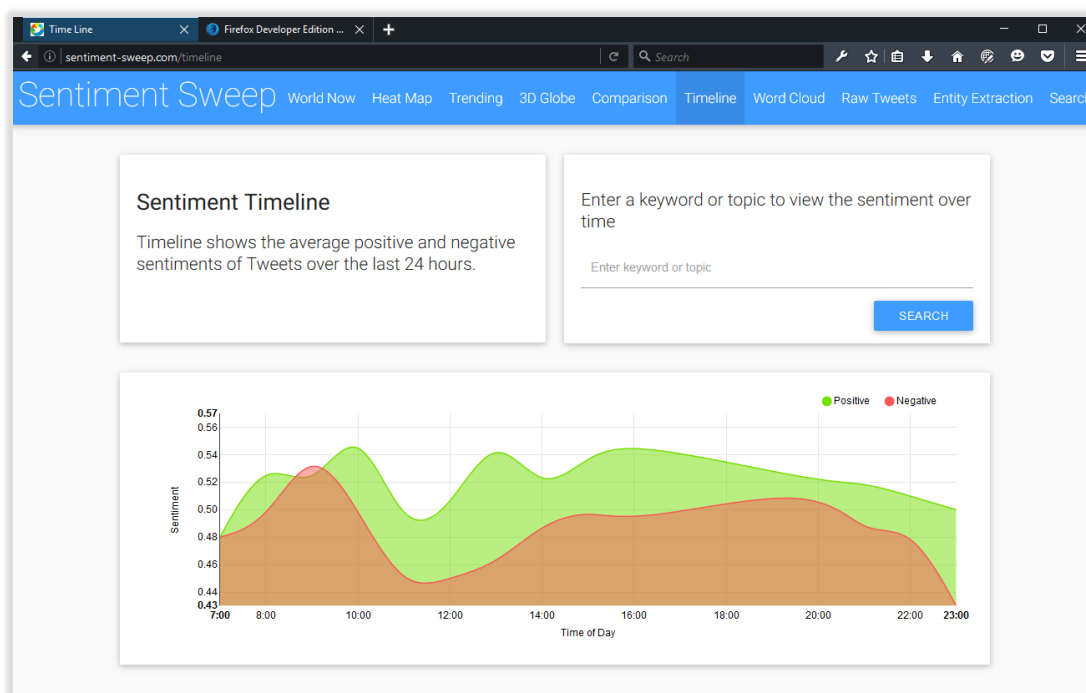 Time Line
Firefox Developer Edition ...
sentiment-sweep.com/timeline
Search
Sentiment Sweep World Now Heat Map Trending 3D Globe Comparison Timeline Word Cloud Raw Tweets Entity Extraction Search
Sentiment Timeline
Timeline shows the average positive and negative
sentiments of Tweets over the last 24 hours.
Enter a keyword or topic to view the sentiment over
time
Enter keyword or topic
SEARCH
Positive Negative
0.57
0.56
0.54
0.52
0.50
0.48
0.46
0.44
0.43
Sentiment
7:00 8:00 10:00 12:00 14:00 16:00 18:00 20:00 22:00 23:00
Time of Day